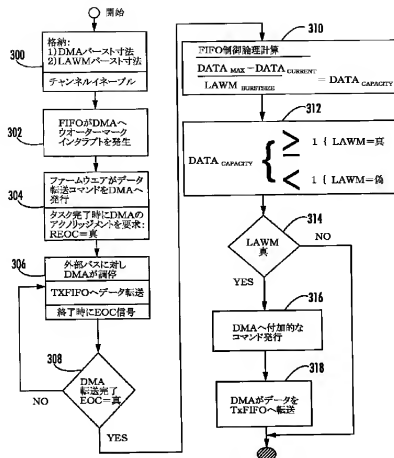 開始
300
格納:
1)DMAバースト寸法
2)LAWMバースト寸法
チャンネルイネーブル
302
FIFOがDMAへ
ウオーターマーク
インタラプトを発生
304
ファームウエアがデータ
転送コマンドをDMAへ
発行
タスク完了時にDMAの
アクノリッジメントを要求:
REOC=真
306
外部バスに対し
DMAが調停
TXFIFOへデータ転送
終了時にEOC信号
308
DMA
転送完了
EOC=真
NO
YES
310
FIFO制御論理計算
DATA MAX－DATA CURRENT
LAWM BURSTSIZE
=DATA CAPACITY
312
DATA CAPACITY { ≥ 1 { LAWM=真
< 1 { LAWM=偽
314
LAWM
真
NO
YES
316
DMAへ付加的な
コマンド発行
318
DMAがデータを
TxFIFOへ転送